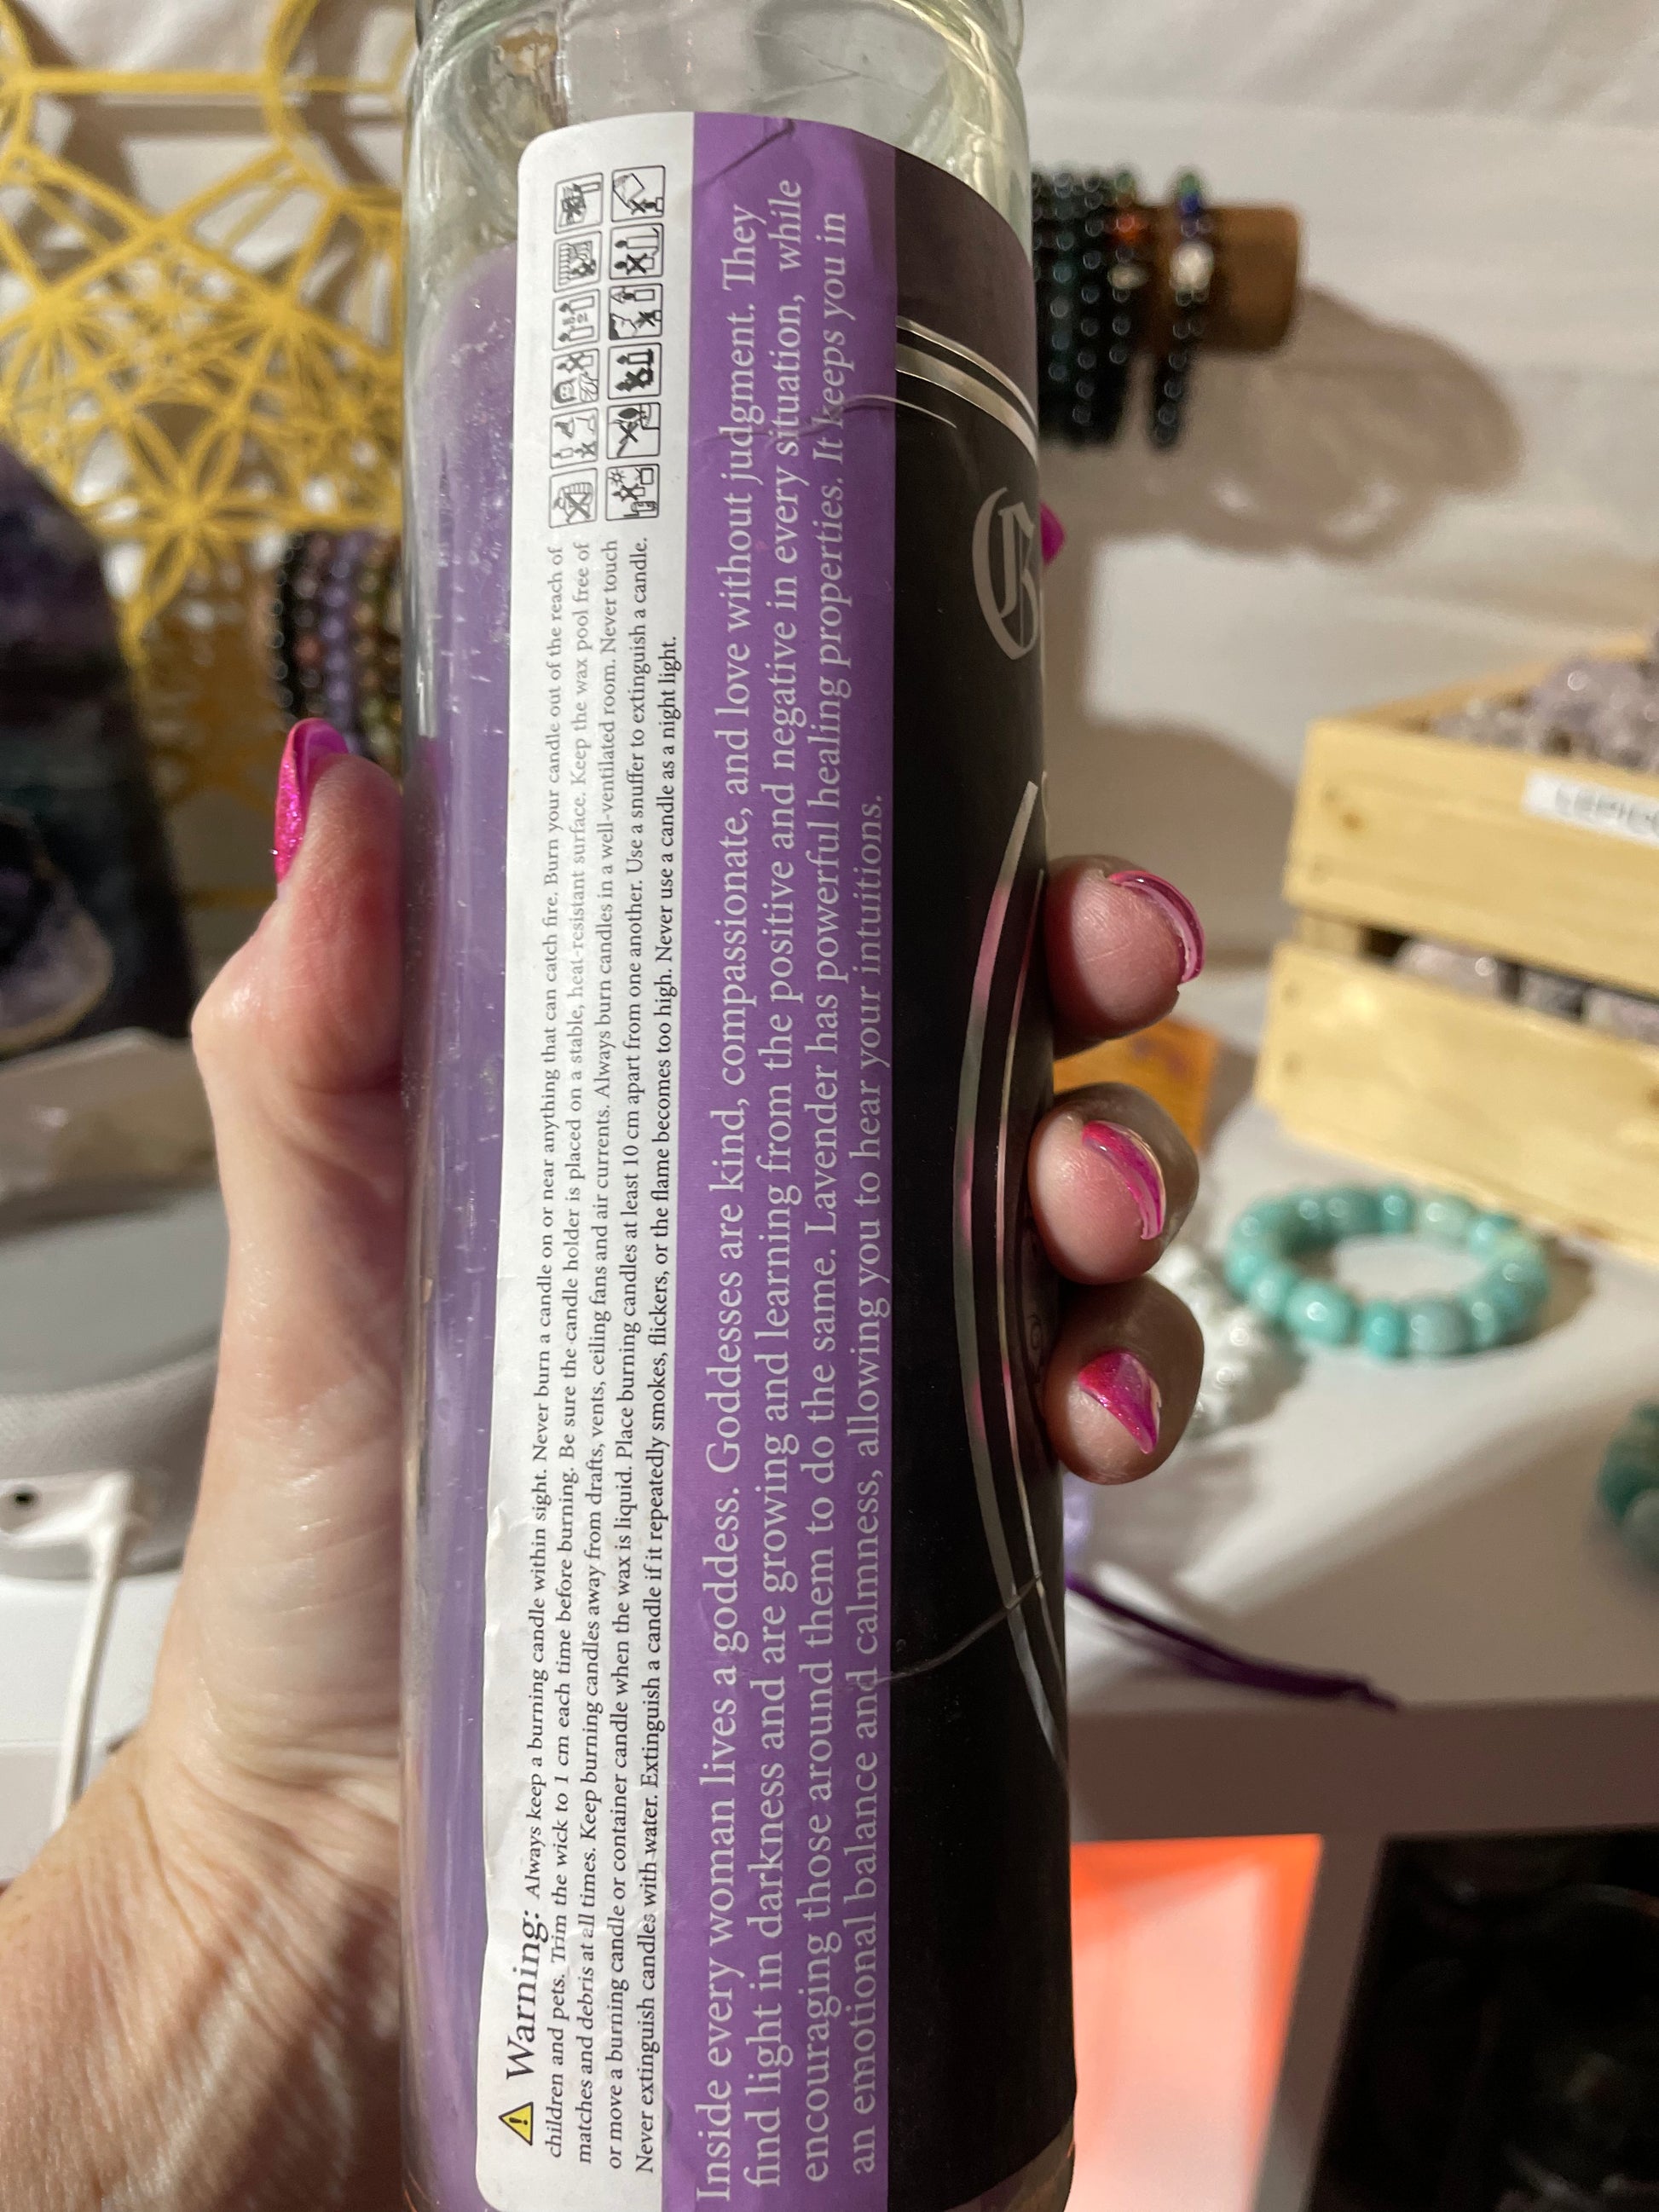 Warning: Always keep a burning candle within sight. Never burn a candle on or near anything that can catch fire. Burn your candle out of the reach of
children and pets. Trim the wick to 1 cm each time before burning. Be sure the candle holder is placed on a stable, heat-resistant surface. Keep the wax pool free of
matches and debris at all times. Keep burning candles away from drafts, vents, ceiling fans and air currents. Always burn candles in a well-ventilated room. Never touch
or move a burning candle or container candle when the wax is liquid. Place burning candles at least 10 cm apart from one another. Use a snuffer to extinguish a candle.
Never extinguish candles with water. Extinguish a candle if it repeatedly smokes, flickers, or the flame becomes too high. Never use a candle as a night light.
Inside every woman lives a goddess. Goddesses are kind, compassionate, and love without judgment. They
find light in darkness and are growing and learning from the positive and negative in every situation, while
encouraging those around them to do the same. Lavender has powerful healing properties. It keeps you in
an emotional balance and calmness, allowing you to hear your intuitions.
G